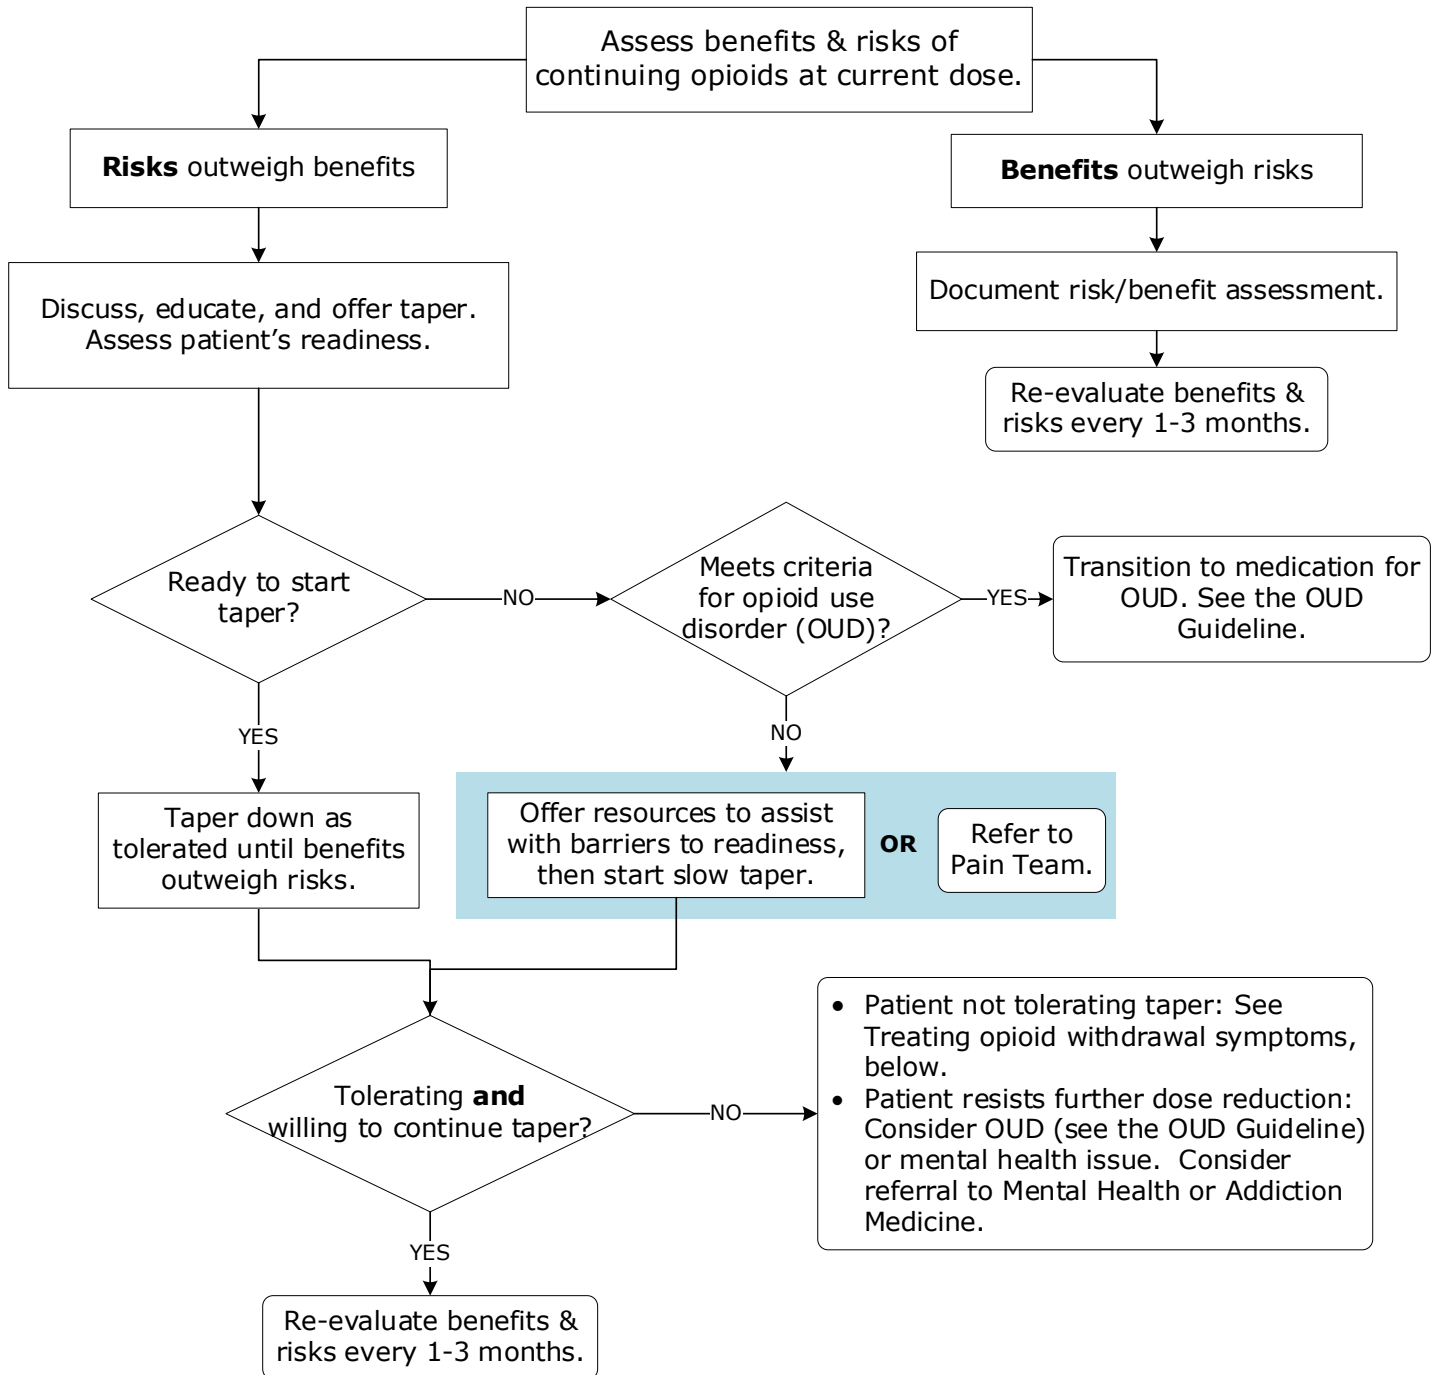 Assess benefits & risks of
continuing opioids at current dose.
Risks outweigh benefits
Benefits outweigh risks
Discuss, educate, and offer taper.
Assess patient's readiness.
Document risk/benefit assessment.
Re-evaluate benefits &
risks every 1-3 months.
Ready to start
taper?
NO
Meets criteria
for opioid use
disorder (OUD)?
YES
Transition to medication for
OUD. See the OUD
Guideline.
YES
NO
Taper down as
tolerated until benefits
outweigh risks.
Offer resources to assist
with barriers to readiness,
then start slow taper.
OR
Refer to
Pain Team.
Tolerating and
willing to continue taper?
NO
• Patient not tolerating taper: See
Treating opioid withdrawal symptoms,
below.
• Patient resists further dose reduction:
Consider OUD (see the OUD Guideline)
or mental health issue.  Consider
referral to Mental Health or Addiction
Medicine.
YES
Re-evaluate benefits &
risks every 1-3 months.